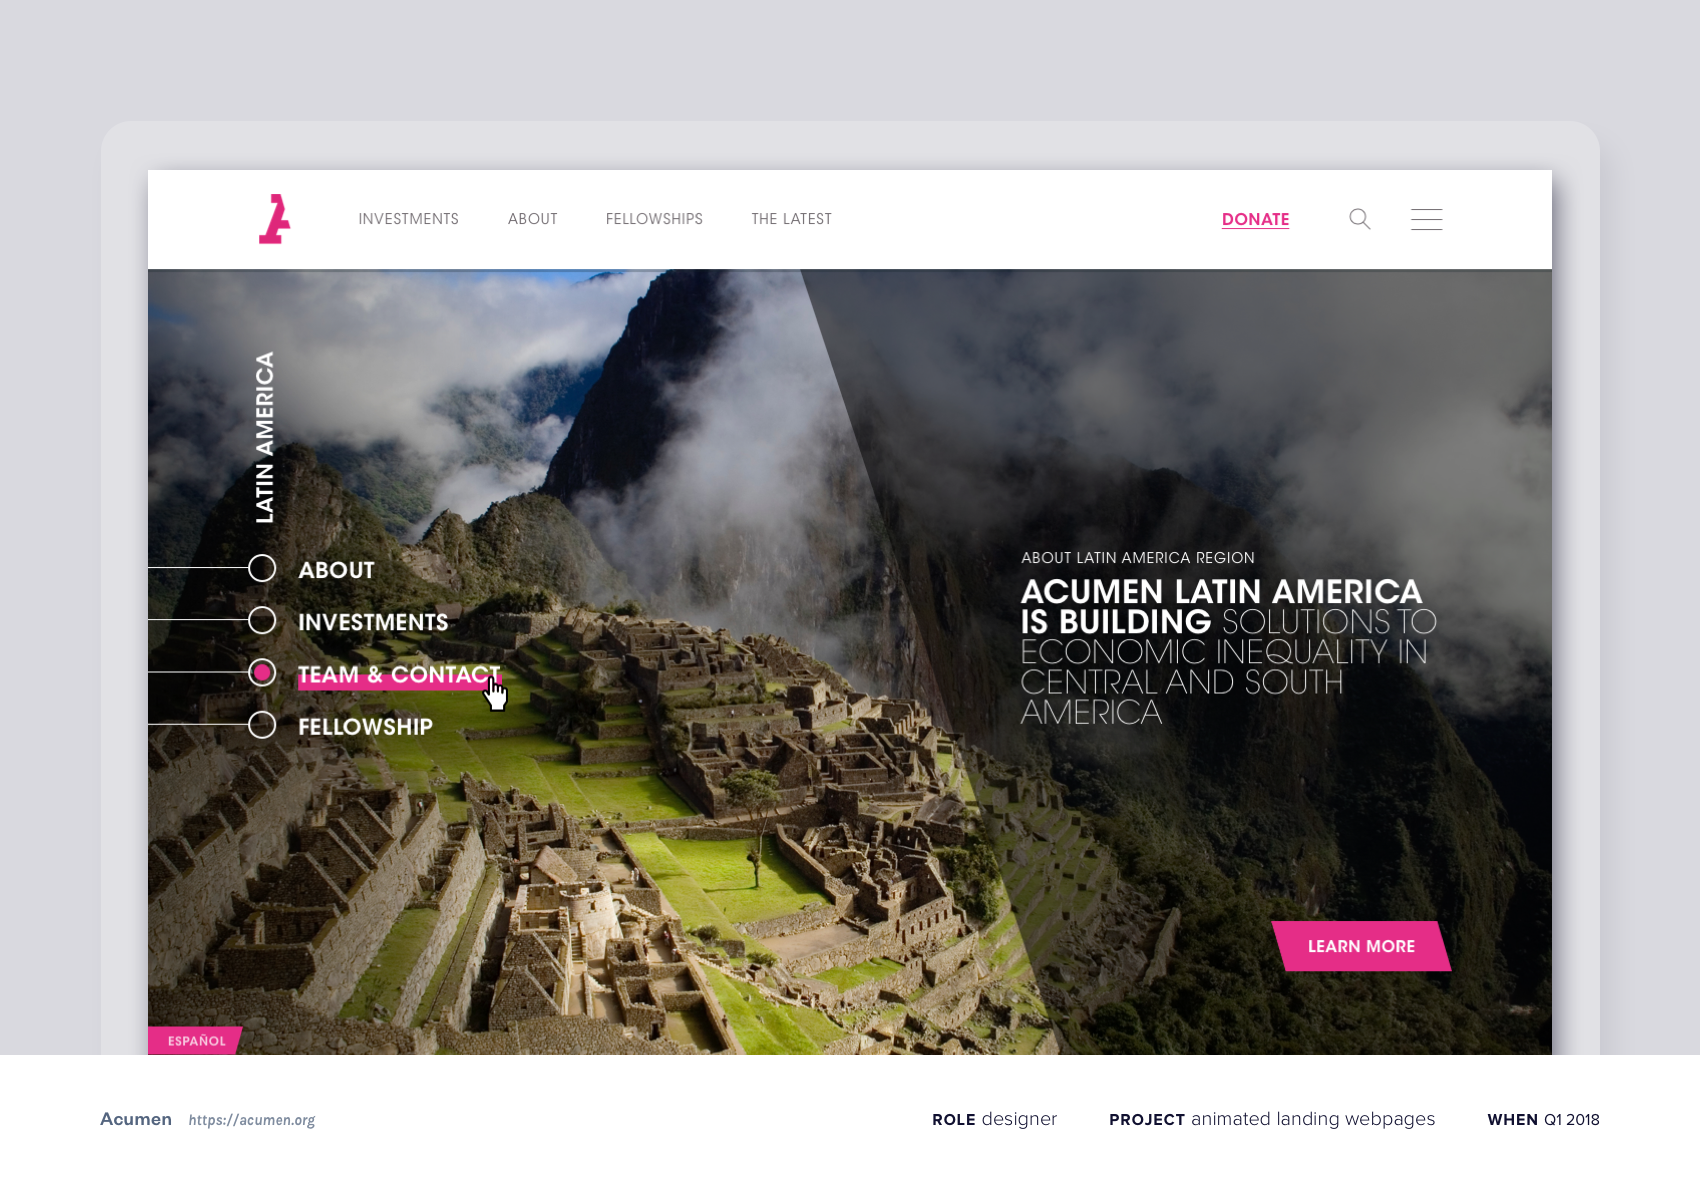 INVESTMENTS ABOUT FELLOWSHIPS THE LATEST DONATE
LATIN AMERICA
ABOUT
INVESTMENTS
TEAM & CONTACT
FELLOWSHIP
ABOUT LATIN AMERICA REGION
ACUMEN LATIN AMERICA
IS BUILDING SOLUTIONS TO
ECONOMIC INEQUALITY IN
CENTRAL AND SOUTH
AMERICA
LEARN MORE
ESPAÑOL
Acumen https://acumen.org ROLE designer PROJECT animated landing webpages WHEN Q1 2018